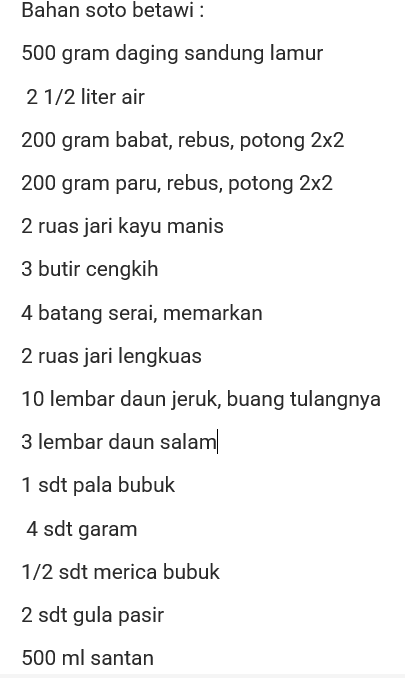 Bahan soto betawi :
500 gram daging sandung lamur
2 1/2 liter air
200 gram babat, rebus, potong 2x2
200 gram paru, rebus, potong 2x2
2 ruas jari kayu manis
3 butir cengkih
4 batang serai, memarkan
2 ruas jari lengkuas
10 lembar daun jeruk, buang tulangnya
3 lembar daun salam
1 sdt pala bubuk
4 sdt garam
1/2 sdt merica bubuk
2 sdt gula pasir
500 ml santan